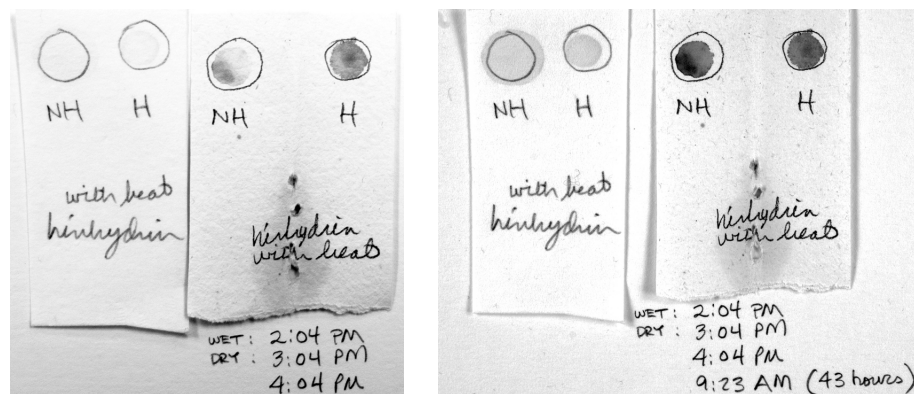 NH H NH H
with heat
Ninhydrin
Ninhydrin
with heat
WET: 2:04 PM
DRY: 3:04 PM
4:04 PM
NH H NH H
with heat
Ninhydrin
Ninhydrin
with heat
WET: 2:04 PM
DRY: 3:04 PM
4:04 PM
9:23 AM (43 hours)